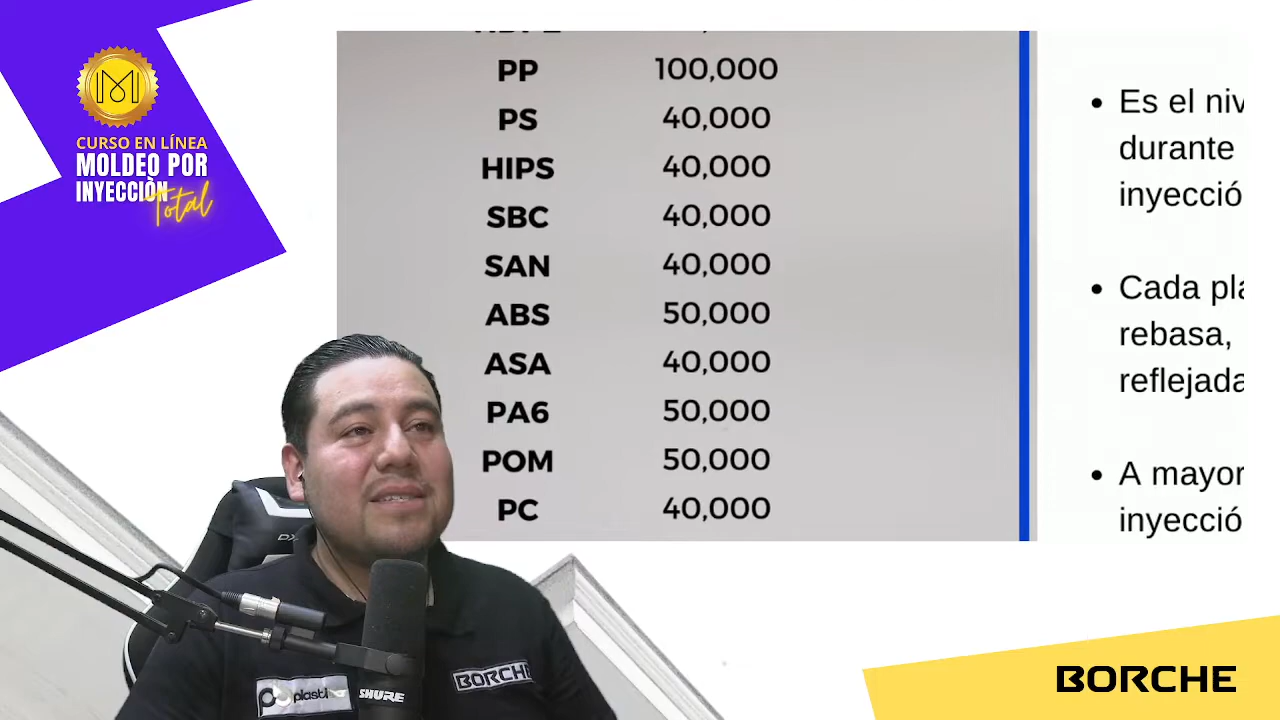 CURSO EN LÍNEA
MOLDEO POR
INYECCIÒN
Total
PP 100,000
PS 40,000
HIPS 40,000
SBC 40,000
SAN 40,000
ABS 50,000
ASA 40,000
PA6 50,000
POM 50,000
PC 40,000
Es el niv
durante
inyecció
Cada pla
rebasa,
reflejada
A mayor
inyecció
BORCHE
SHURE
BORCHE